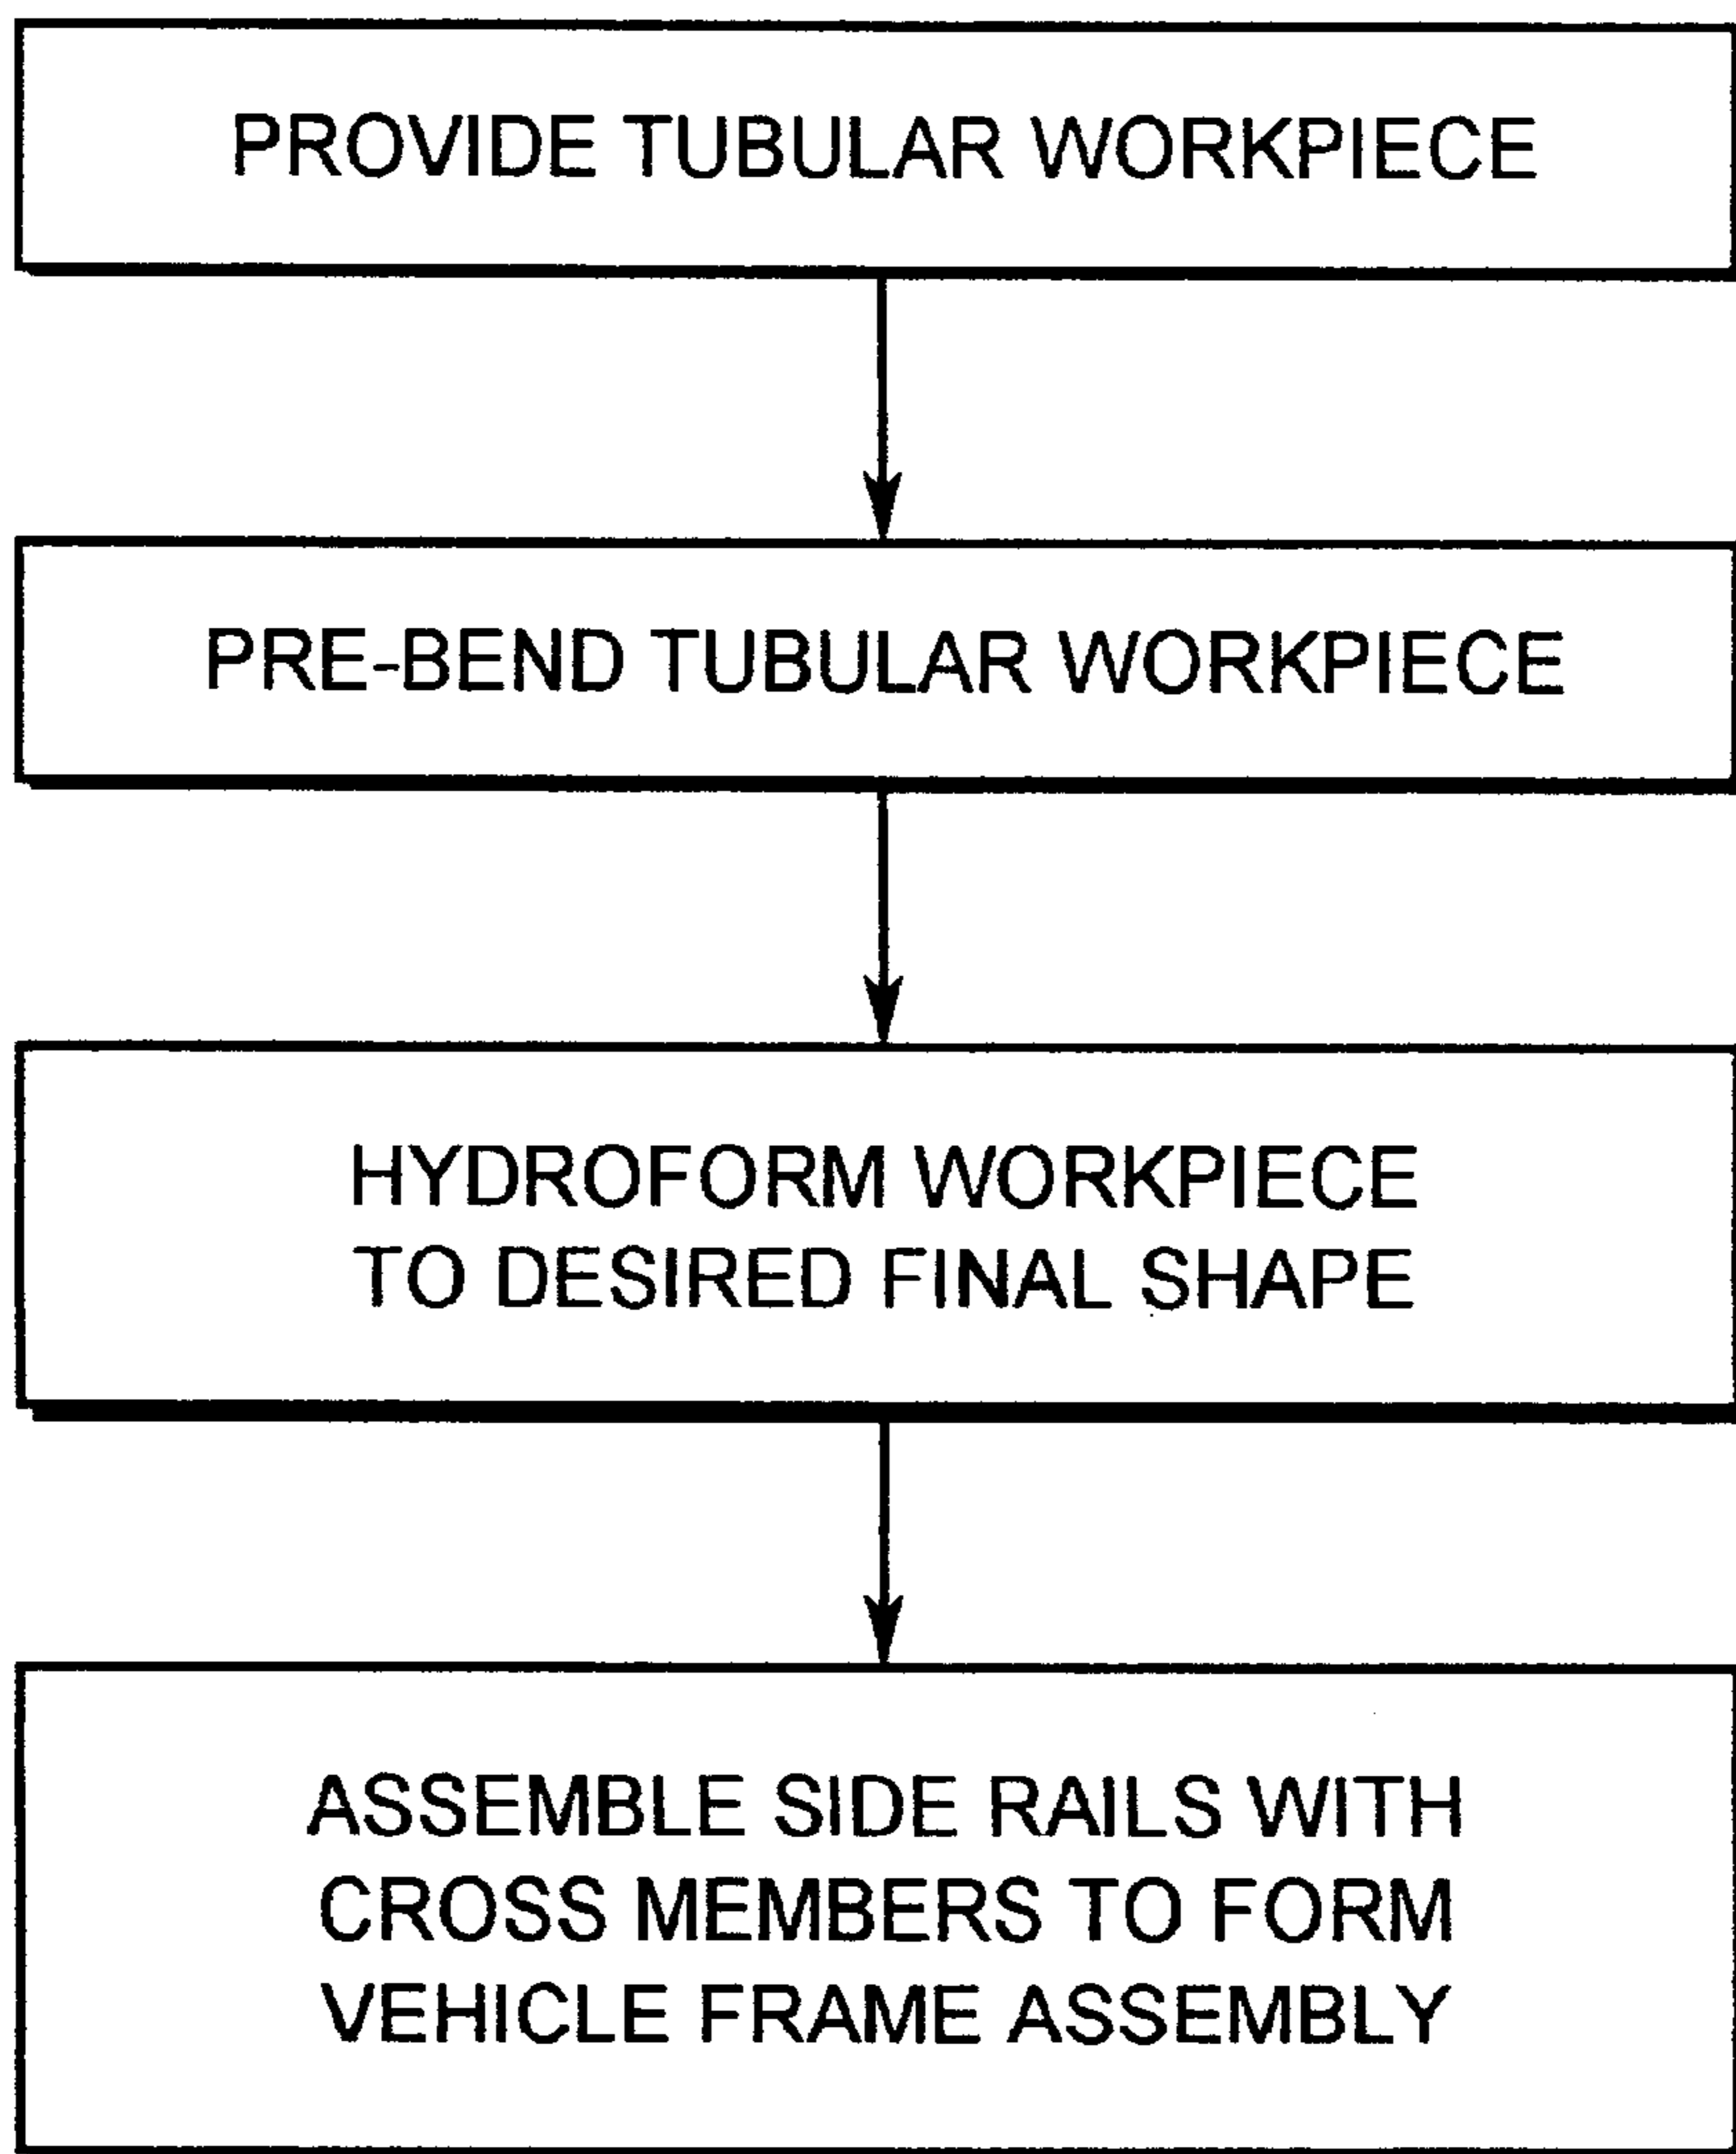 PROVIDE TUBULAR WORKPIECE
PRE-BEND TUBULAR WORKPIECE
HYDROFORM WORKPIECE
TO DESIRED FINAL SHAPE
ASSEMBLE SIDE RAILS WITH
CROSS MEMBERS TO FORM
VEHICLE FRAME ASSEMBLY